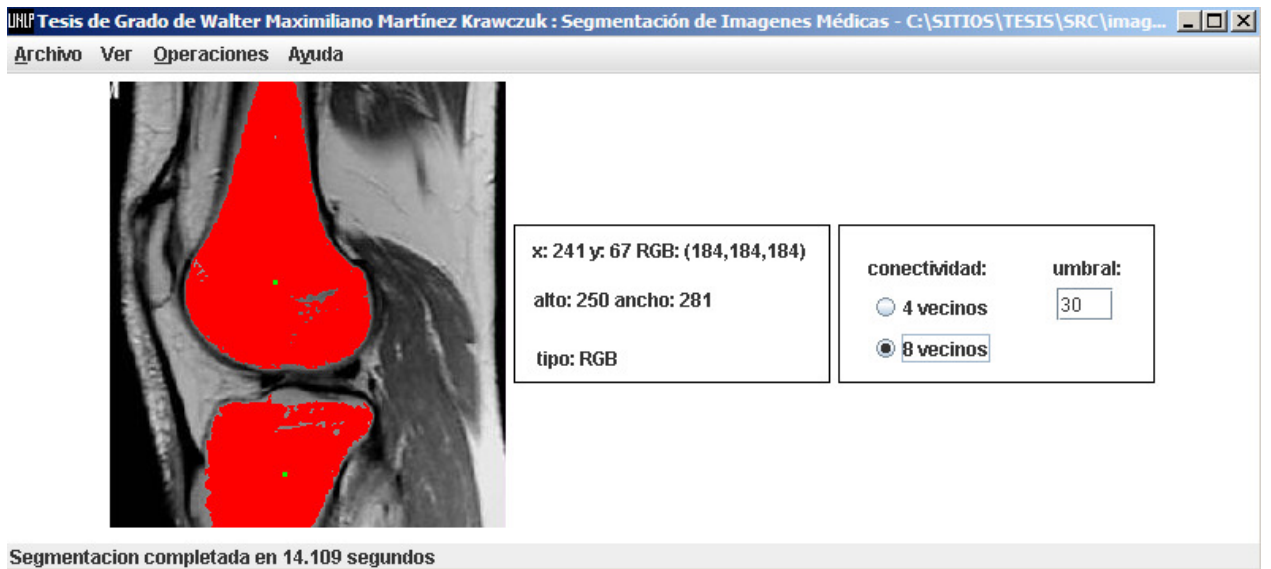 UHLP Tesis de Grado de Walter Maximiliano Martínez Krawczuk : Segmentación de Imagenes Médicas - C:\SITIOS\TESIS\SRC\imag...
Archivo Ver Operaciones Ayuda
x: 241 y: 67 RGB: (184,184,184)
alto: 250 ancho: 281
tipo: RGB
conectividad: umbral:
4 vecinos 30
8 vecinos
Segmentacion completada en 14.109 segundos